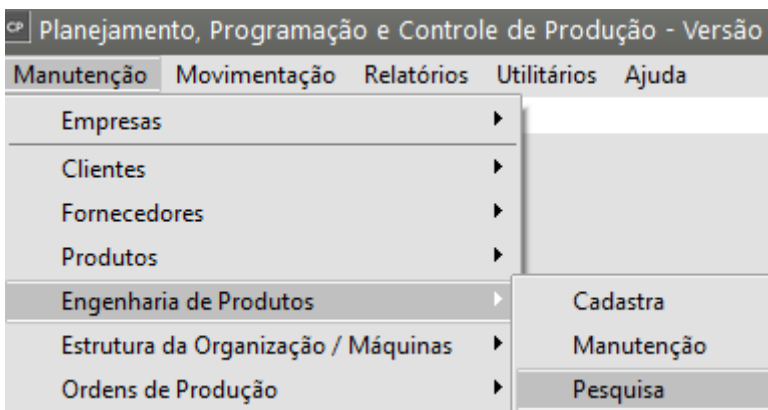 CP Planejamento, Programação e Controle de Produção - Versão
Manutenção Movimentação Relatórios Utilitários Ajuda
Empresas
Clientes
Fornecedores
Produtos
Engenharia de Produtos
Cadastra
Estrutura da Organização / Máquinas
Manutenção
Ordens de Produção
Pesquisa